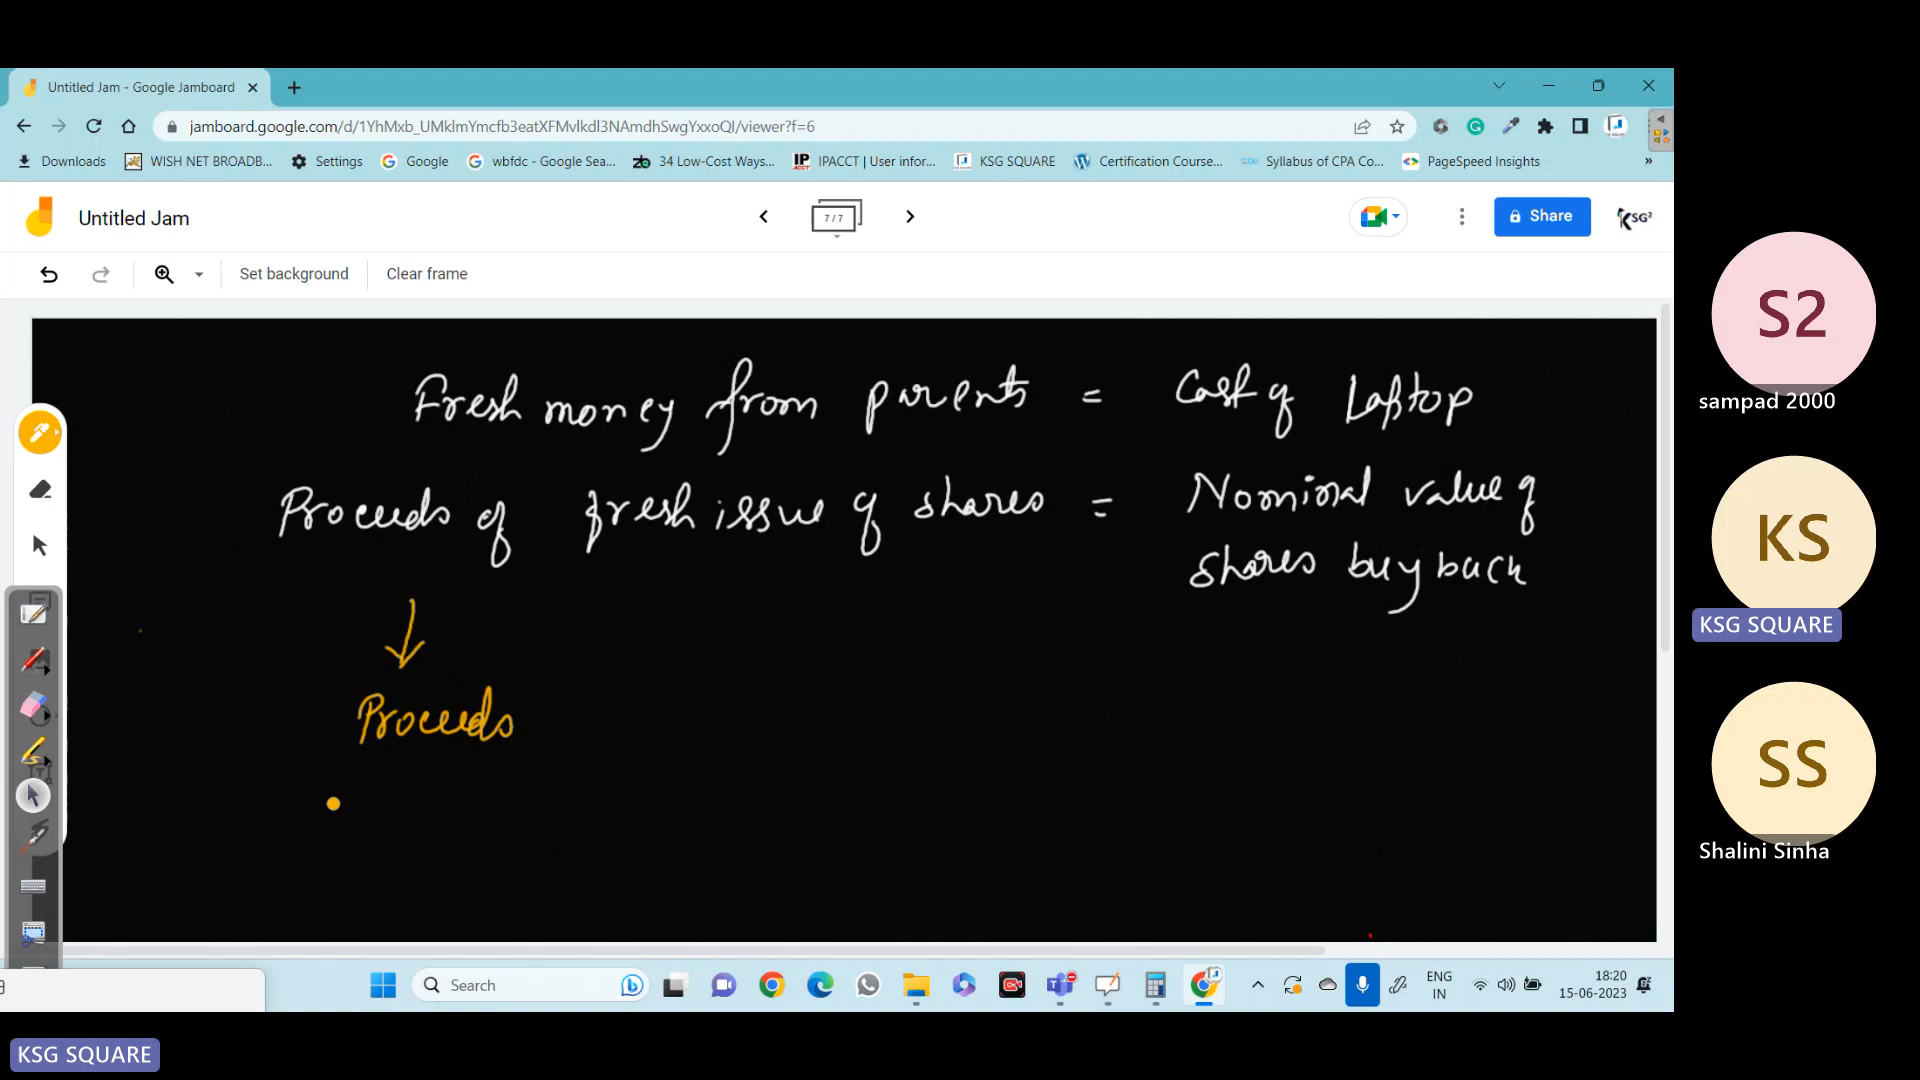 Untitled Jam - Google Jamboard
jamboard.google.com/d/1YhMxb_UMklmYmcfb3eatXFMvlkdl3NAmdhSwgYxxoQI/viewer?f=6
Downloads WISH NET BROADB... Settings Google wbfdc - Google Sea... 34 Low-Cost Ways... IPACCT | User infor... KSG SQUARE Certification Course... Syllabus of CPA Co... PageSpeed Insights »
Untitled Jam 7 / 7 Share KSG²
Set background Clear frame
Fresh money from parents = Cost of Laptop
Proceeds of fresh issue of shares = Nominal value of
shares buy back
Proceeds
S2
sampad 2000
KS
KSG SQUARE
SS
Shalini Sinha
Search ENG
IN
18:20
15-06-2023
KSG SQUARE